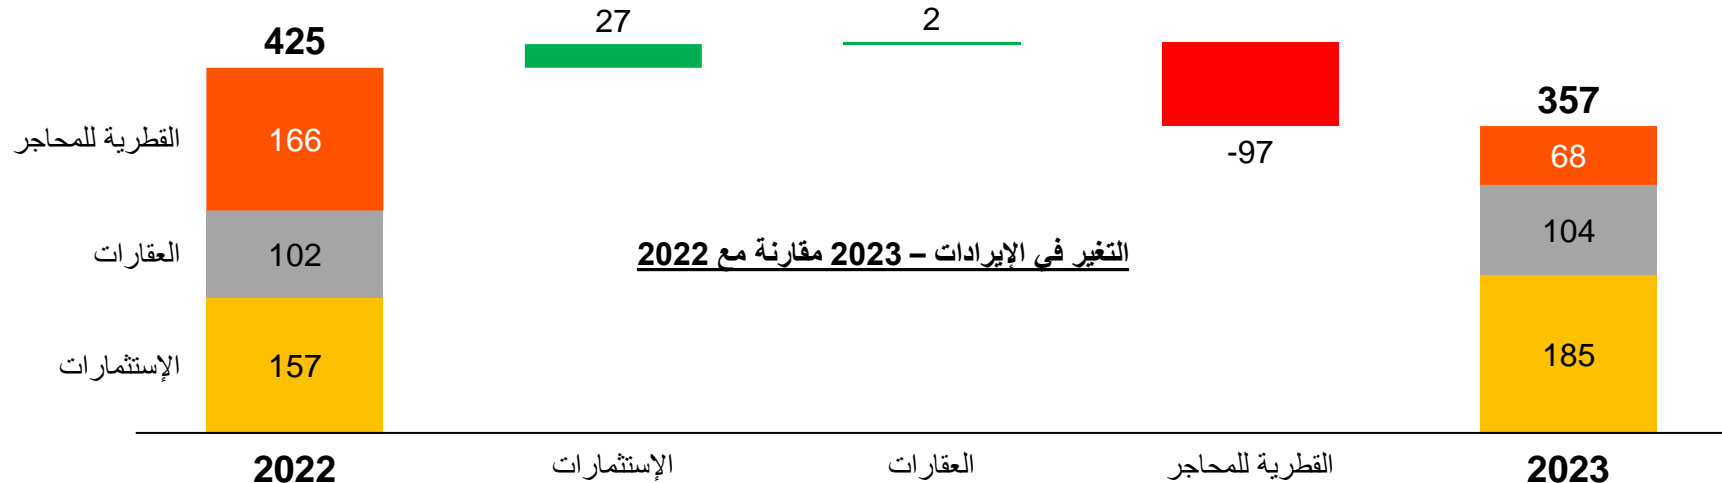 27
2
425
357
القطرية للمحاجر
166
-97
68
العقارات
102
التغير في الإيرادات – 2023 مقارنة مع 2022
104
الإستثمارات
157
185
2022
الإستثمارات
العقارات
القطرية للمحاجر
2023